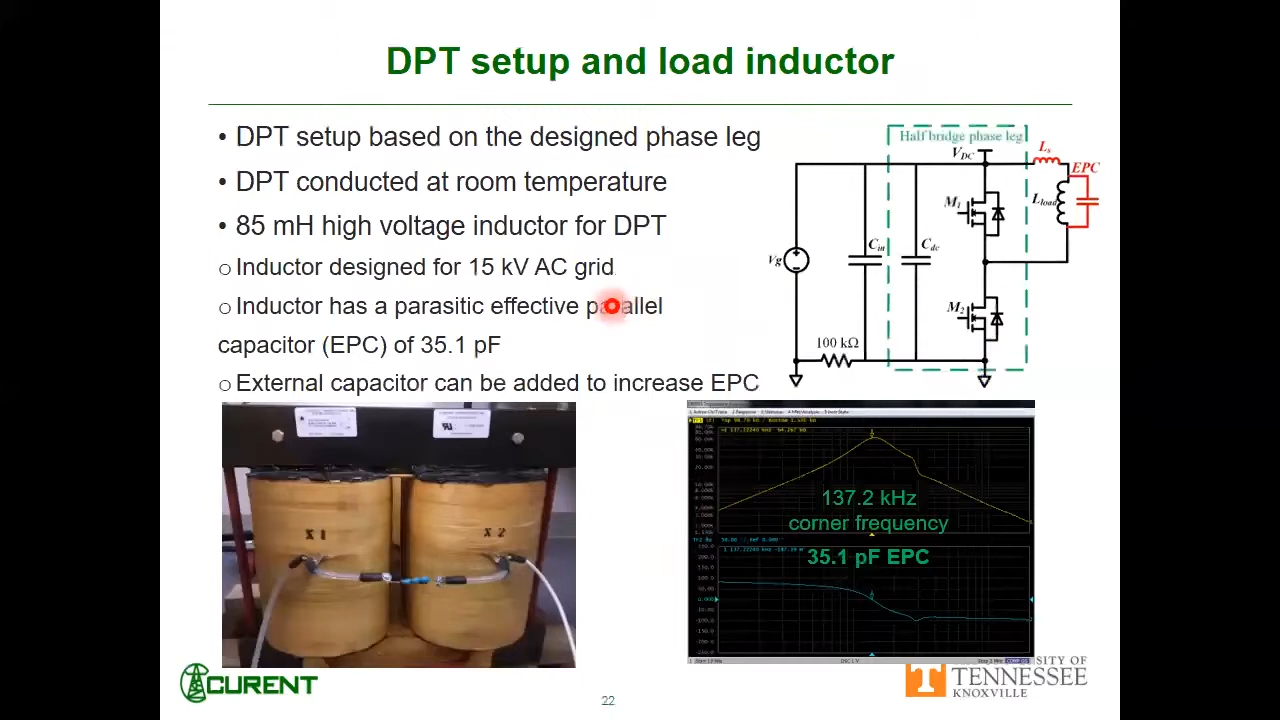 DPT setup and load inductor
• DPT setup based on the designed phase leg
• DPT conducted at room temperature
• 85 mH high voltage inductor for DPT
o Inductor designed for 15 kV AC grid
o Inductor has a parasitic effective parallel
capacitor (EPC) of 35.1 pF
o External capacitor can be added to increase EPC
Half bridge phase leg
VDC
Ls
EPC
M1
Lload
Vg
Cin
Cdc
M2
100 kΩ
X1
X2
137.2 kHz
corner frequency
35.1 pF EPC
CURENT
22
T
SITY OF
TENNESSEE
KNOXVILLE